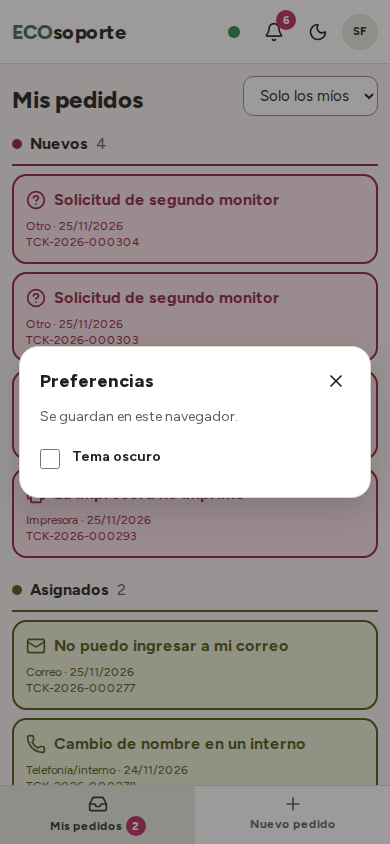 ECOsoporte
6
SF
Mis pedidos
Solo los míos
Nuevos 4
Solicitud de segundo monitor
Otro · 25/11/2026
TCK-2026-000304
Solicitud de segundo monitor
Otro · 25/11/2026
TCK-2026-000303
Preferencias
Se guardan en este navegador.
Tema oscuro
Impresora · 25/11/2026
TCK-2026-000293
Asignados 2
No puedo ingresar a mi correo
Correo · 25/11/2026
TCK-2026-000277
Cambio de nombre en un interno
Telefonía/interno · 24/11/2026
Mis pedidos 2
Nuevo pedido